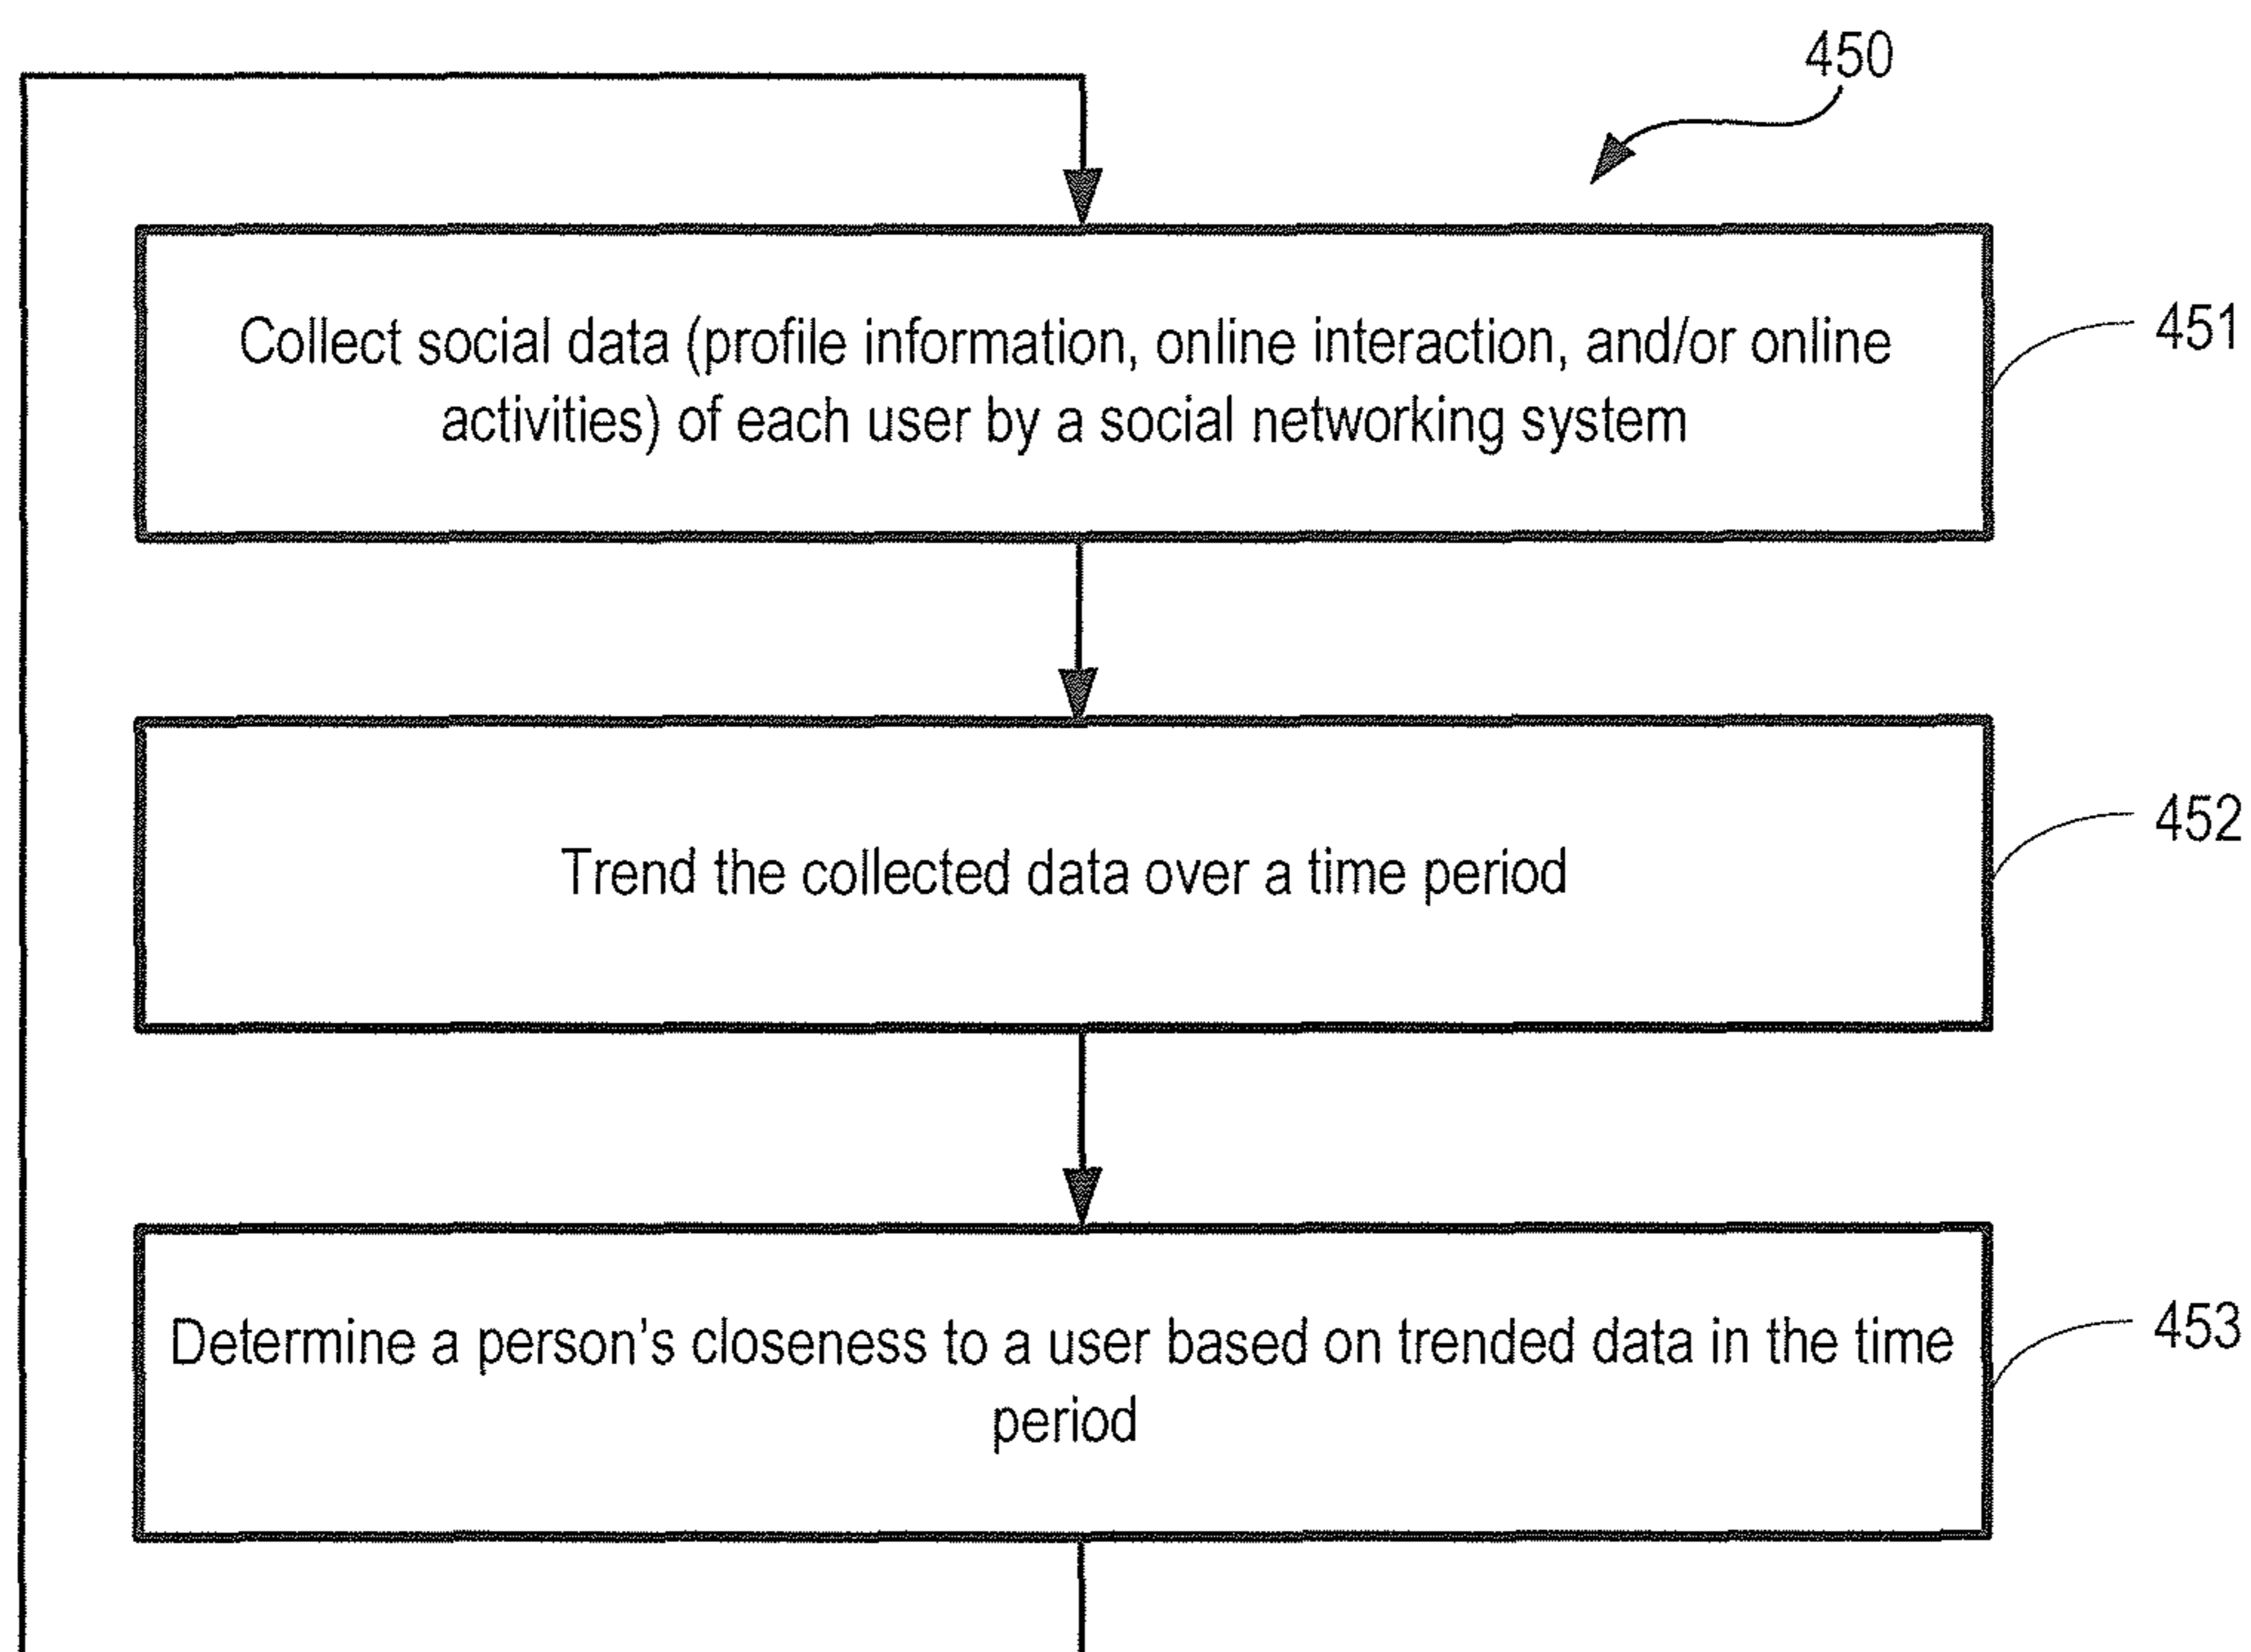 450
Collect social data (profile information, online interaction, and/or online
activities) of each user by a social networking system
451
Trend the collected data over a time period
452
Determine a person’s closeness to a user based on trended data in the time
period
453